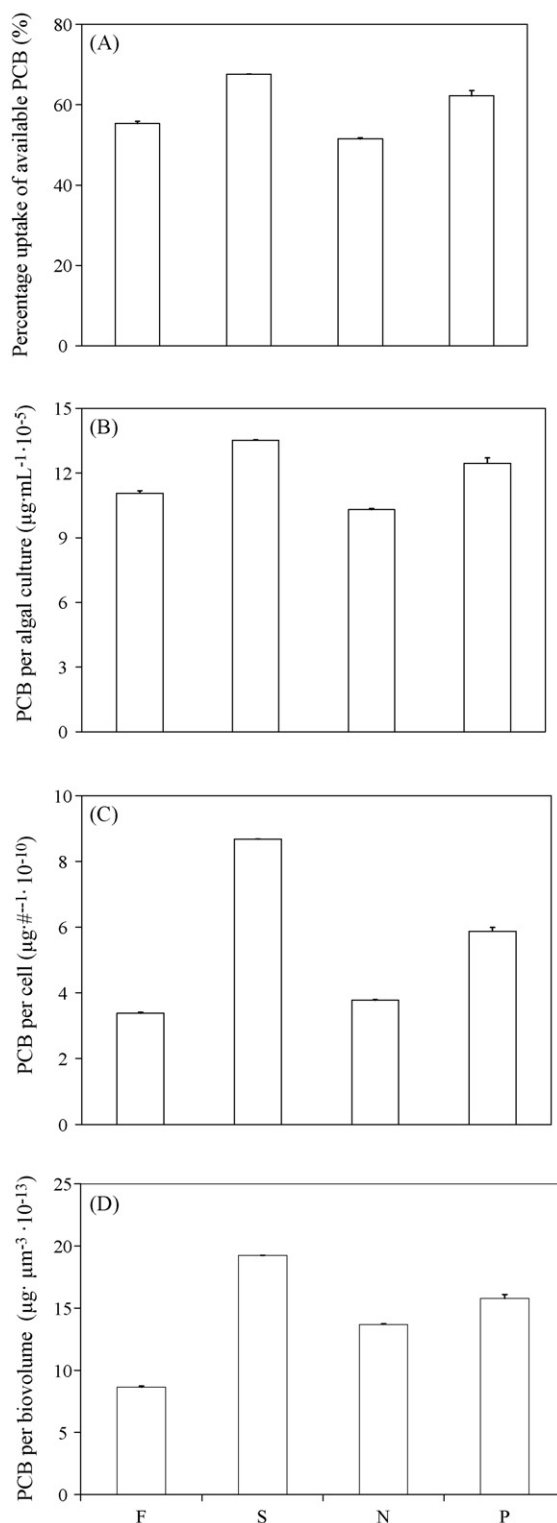 (A)
Percentage uptake of available PCB (%)
80
60
40
20
0
(B)
PCB per algal culture (µg·mL⁻¹·10⁻⁵)
15
12
9
6
3
0
(C)
PCB per cell (µg·#⁻¹·10⁻¹⁰)
10
8
6
4
2
0
(D)
PCB per biovolume (µg· µm⁻³ ·10⁻¹³)
25
20
15
10
5
0
F S N P